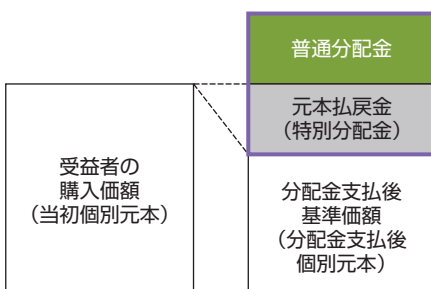 普通分配金
元本払戻金
（特別分配金）
受益者の
購入価額
（当初個別元本）
分配金支払後
基準価額
（分配金支払後
個別元本）